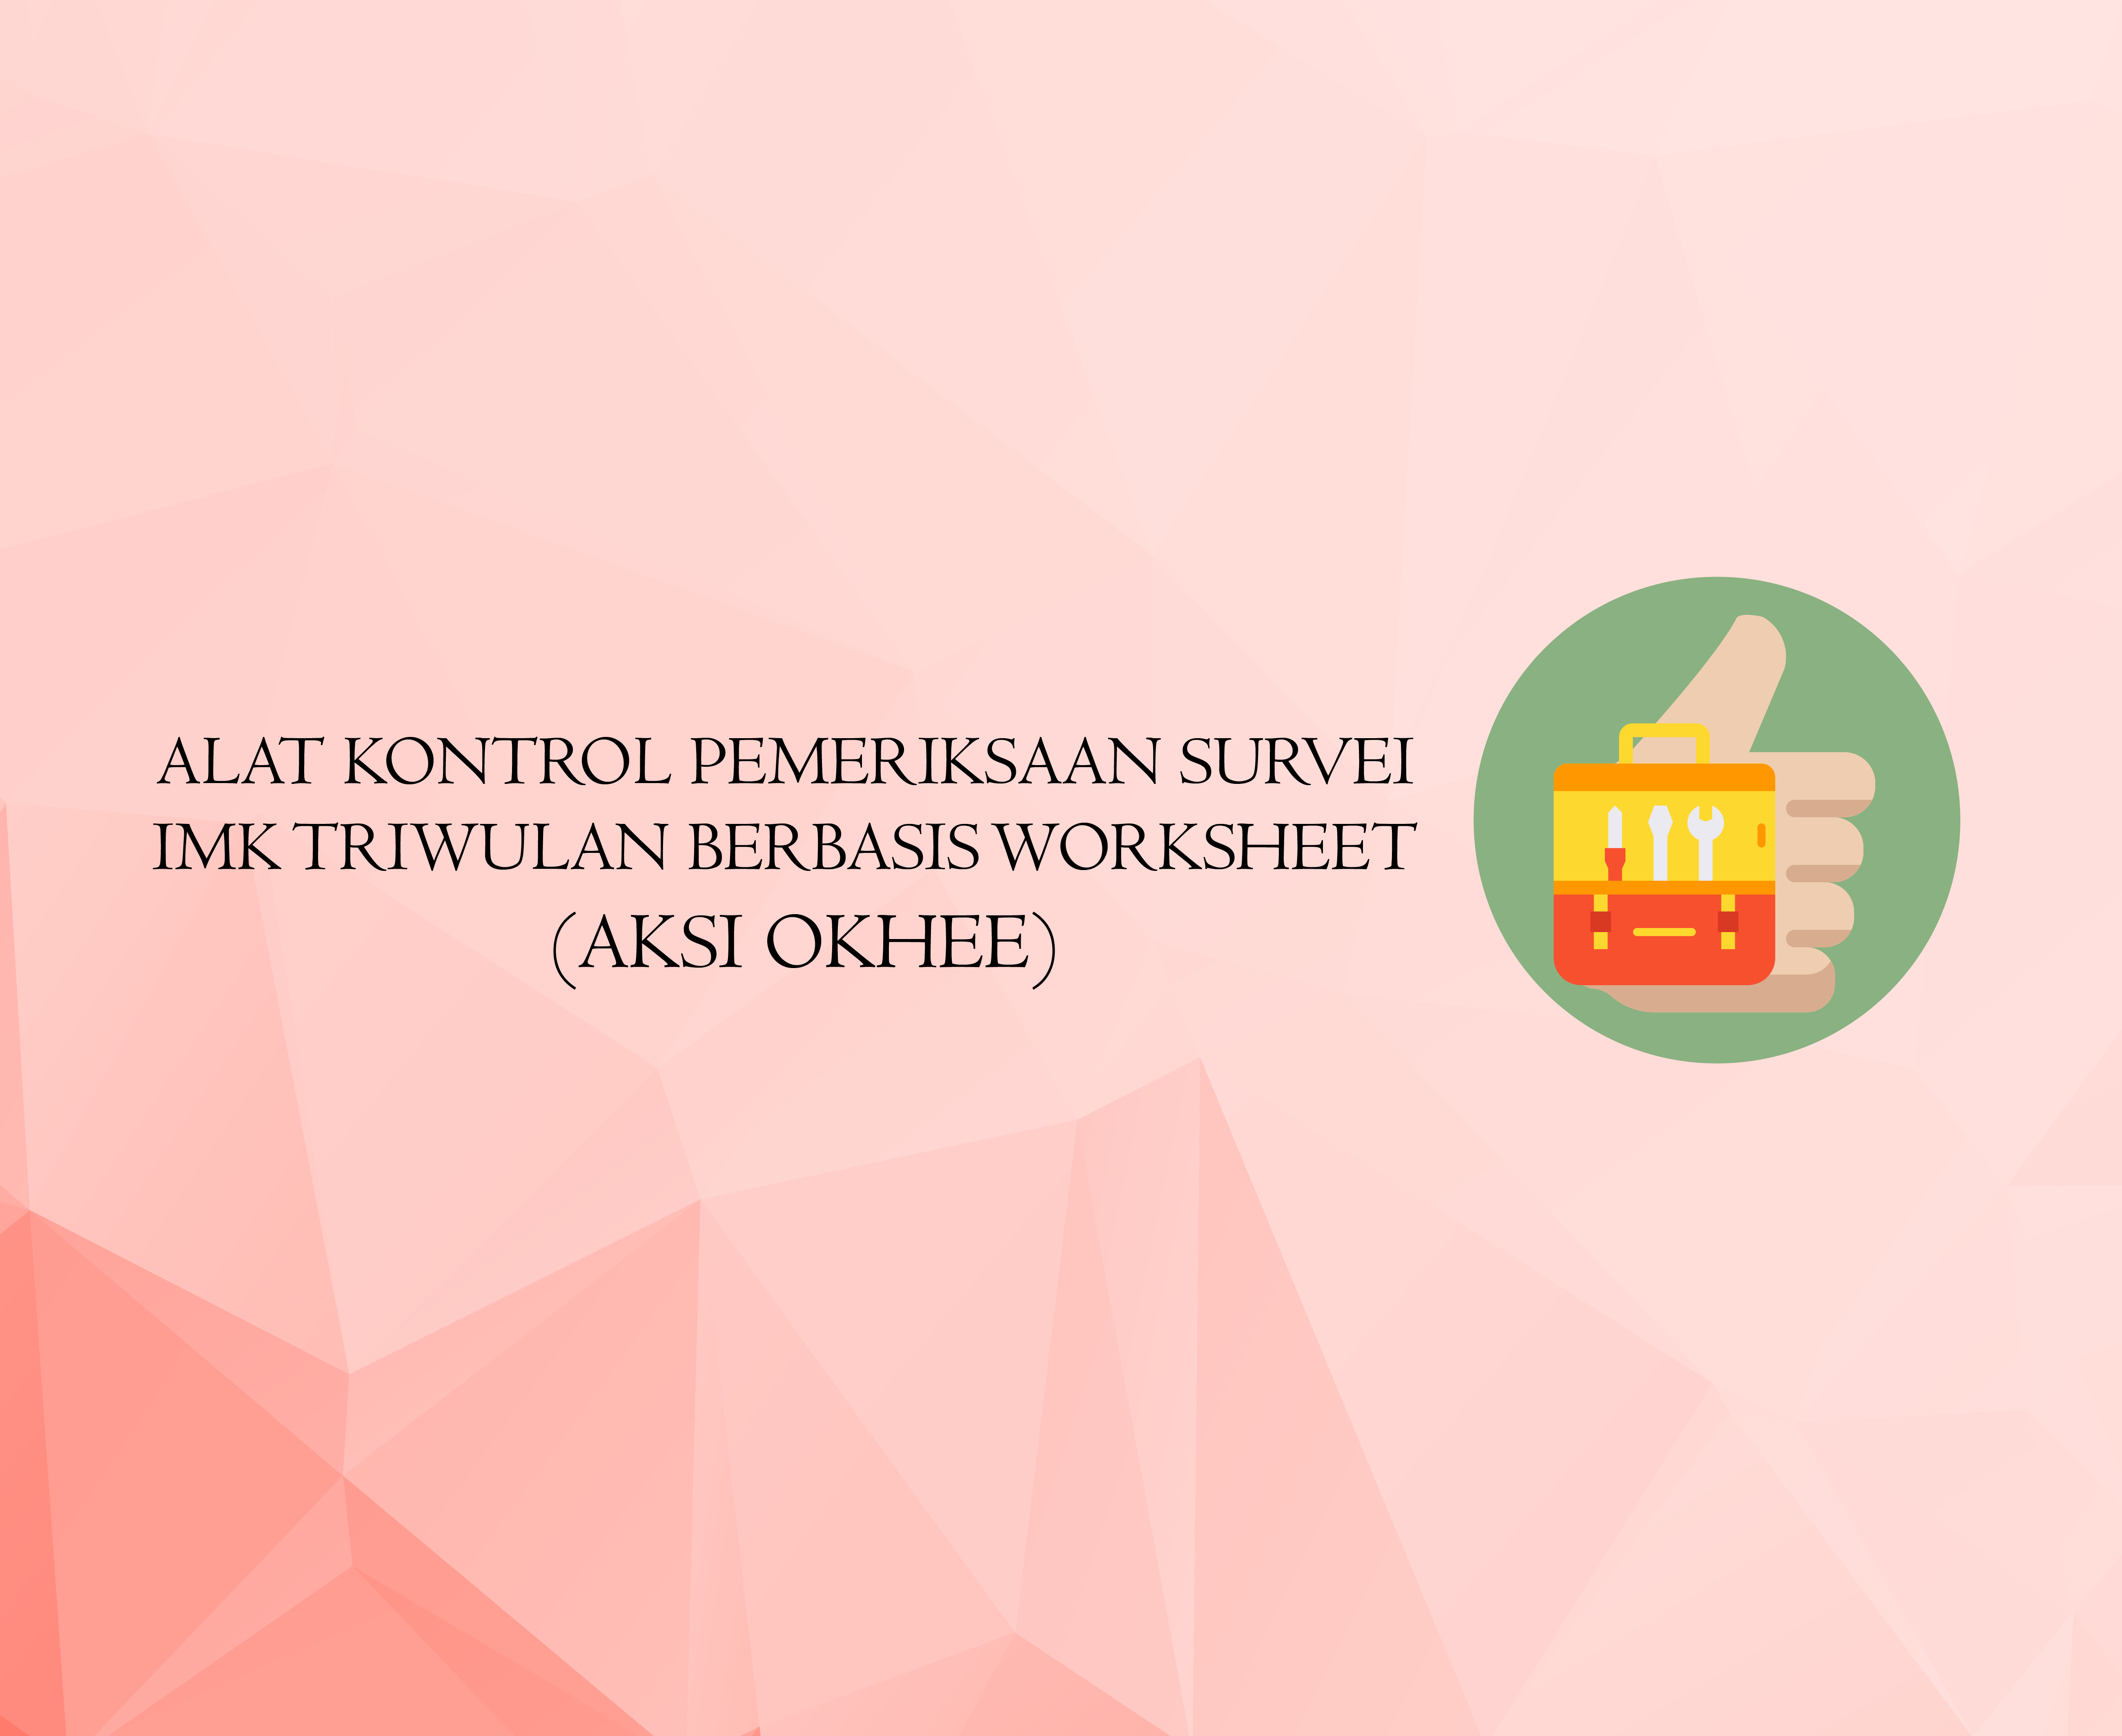 ALAT KONTROL PEMERIKSAAN SURVEI
IMK TRIWULAN BERBASIS WORKSHEET
(AKSI OKHEE)